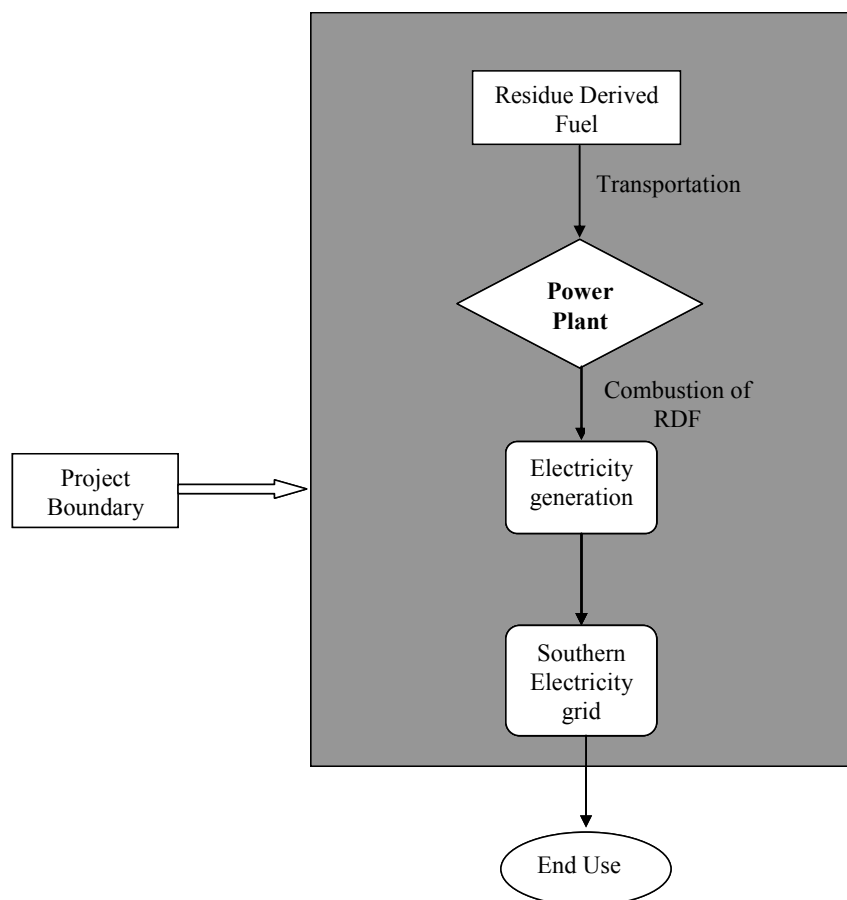 Residue Derived
Fuel
Transportation
Power
Plant
Combustion of
RDF
Electricity
generation
Project
Boundary
Southern
Electricity
grid
End Use